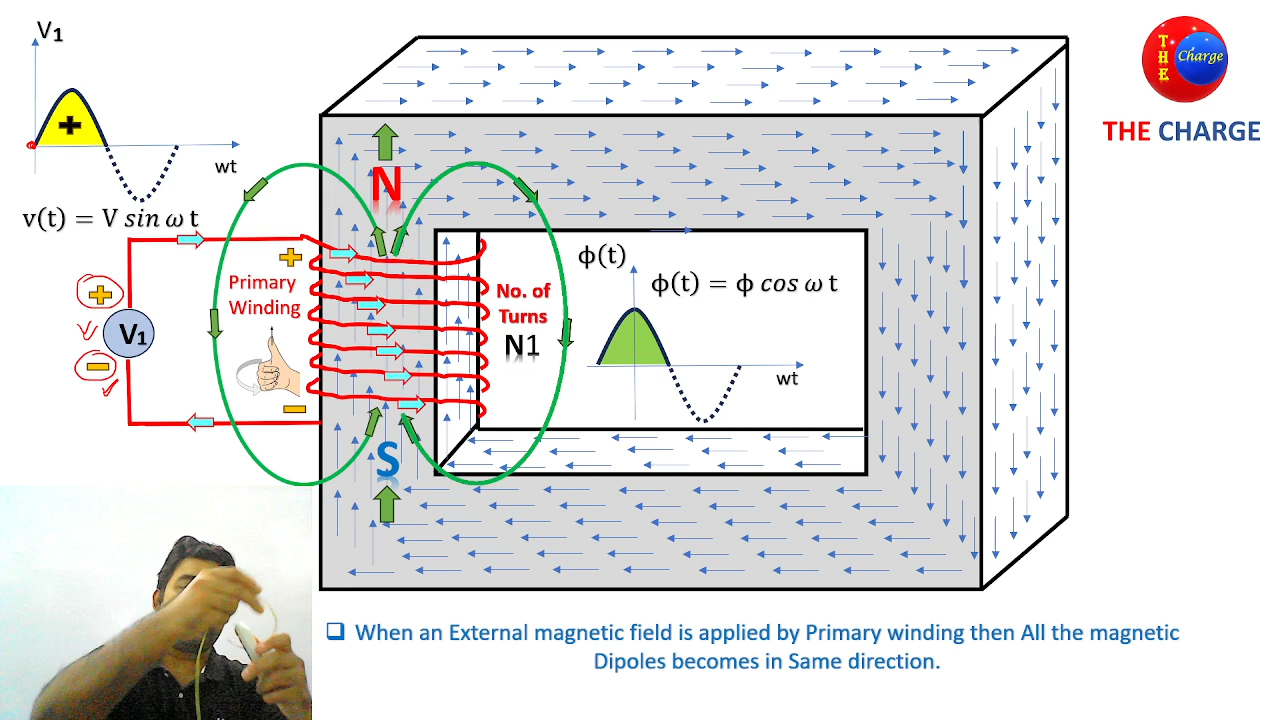 V1
+
wt
v(t) = V sin ω t
+
Primary
Winding
+
V1
−
−
N
S
No. of
Turns
N1
ϕ(t)
ϕ(t) = ϕ cos ω t
wt
THE
Charge
THE CHARGE
❑ When an External magnetic field is applied by Primary winding then All the magnetic
Dipoles becomes in Same direction.